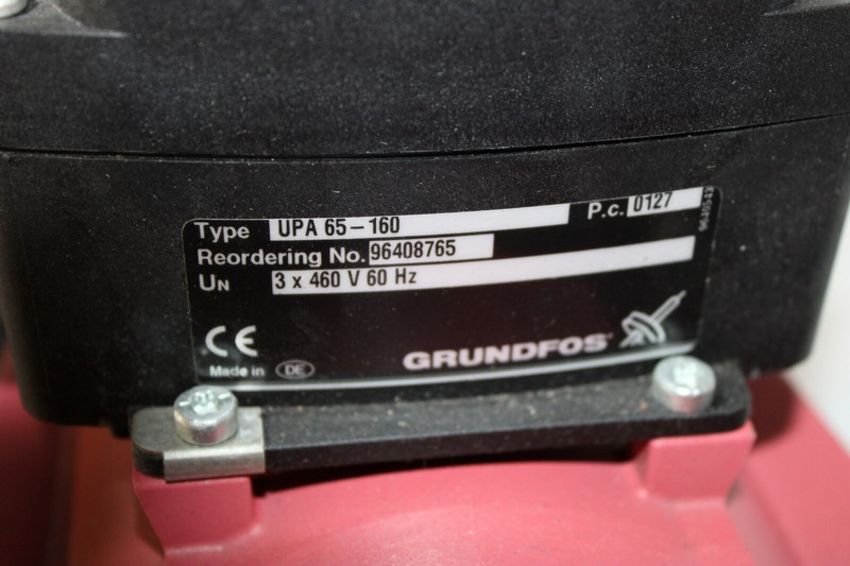 Type UPA 65-160 P.c. 0127
Reordering No. 96408765
UN 3 x 460 V 60 Hz
CE GRUNDFOS
Made in DE